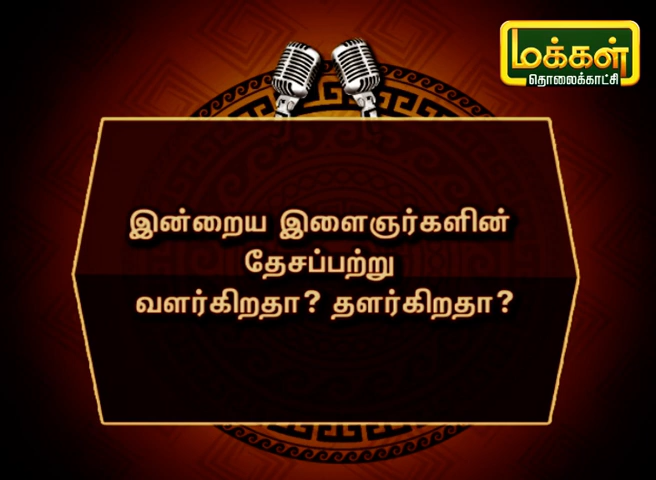 மக்கள்
தொலைக்காட்சி
இன்றைய இளைஞர்களின்
தேசப்பற்று
வளர்கிறதா? தளர்கிறதா?